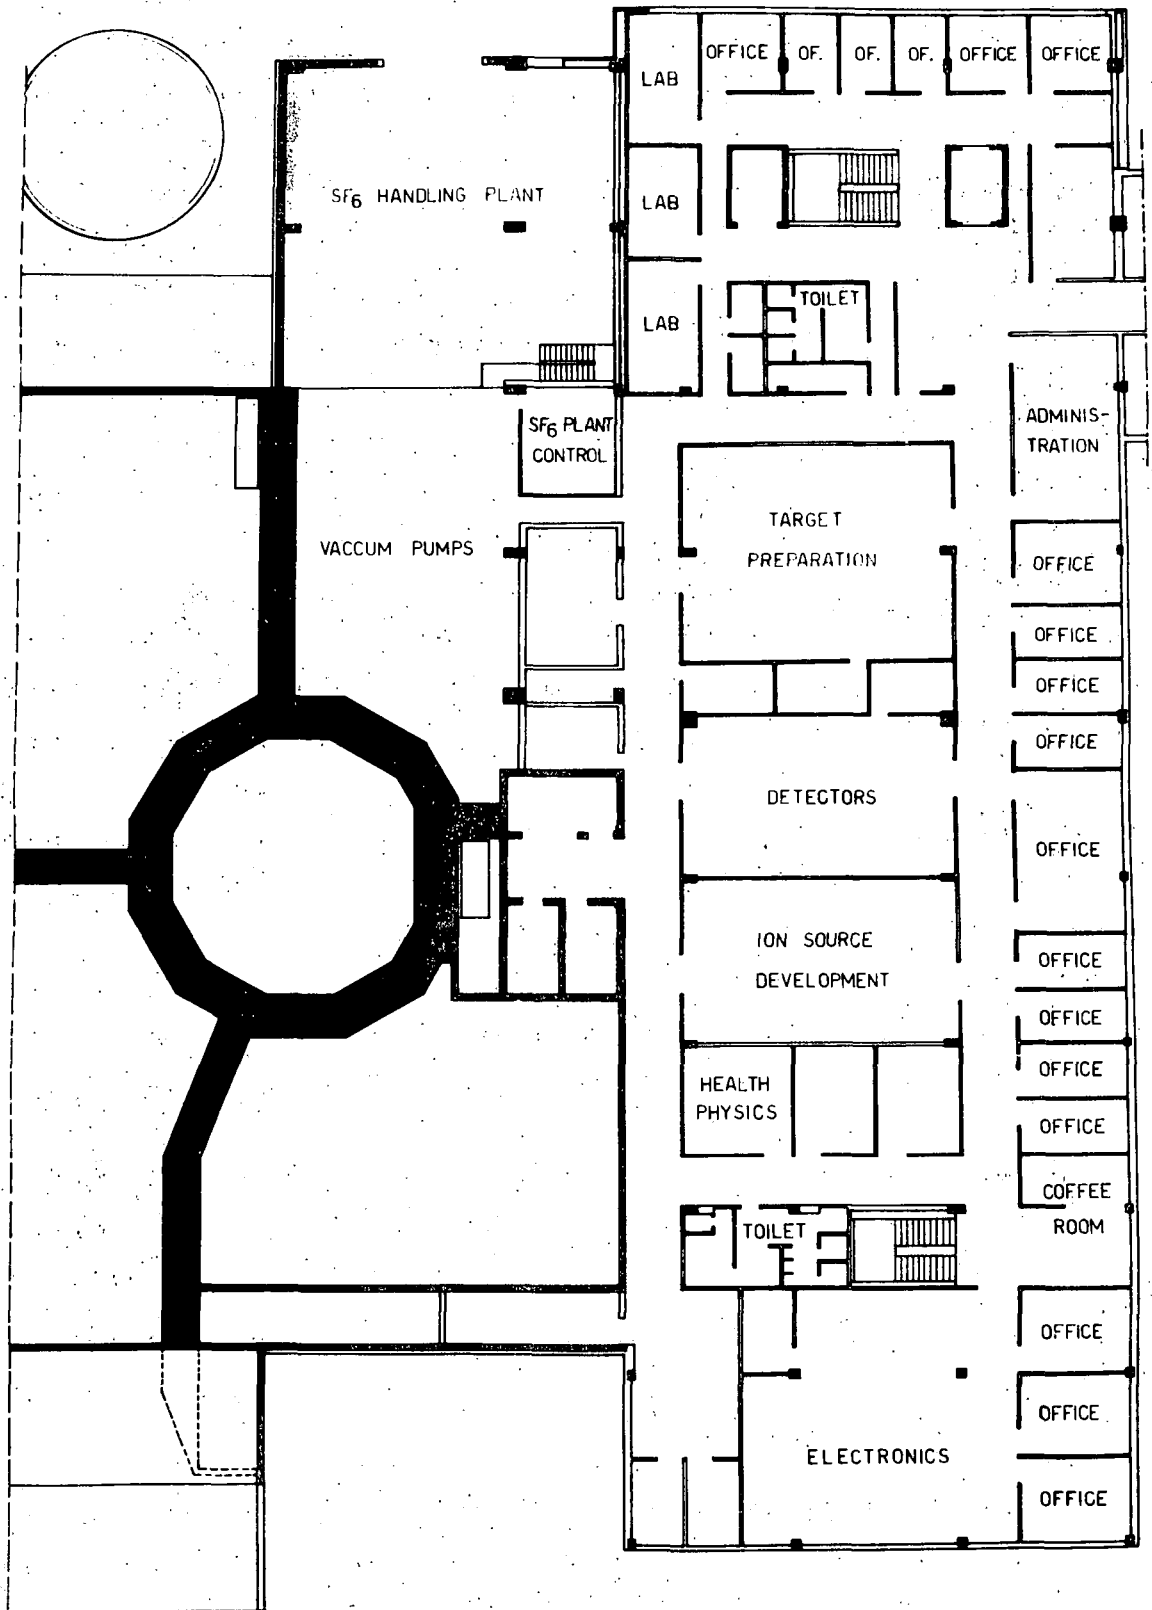 OFFICE OF. OF. OF. OFFICE OFFICE
LAB
SF6 HANDLING PLANT
LAB
TOILET
LAB
SF6 PLANT
CONTROL
ADMINIS-
TRATION
TARGET
PREPARATION
VACCUM PUMPS
OFFICE
OFFICE
OFFICE
OFFICE
DETECTORS
OFFICE
ION SOURCE
DEVELOPMENT
OFFICE
OFFICE
OFFICE
HEALTH
PHYSICS
OFFICE
COFFEE
ROOM
TOILET
OFFICE
OFFICE
ELECTRONICS
OFFICE